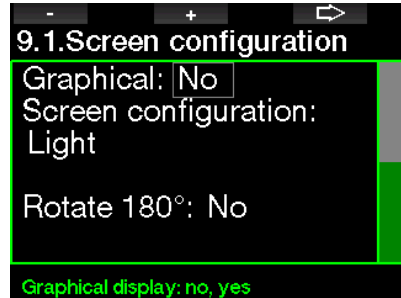 - + ⇨
9.1.Screen configuration
Graphical: No
Screen configuration:
Light
Rotate 180°: No
Graphical display: no, yes